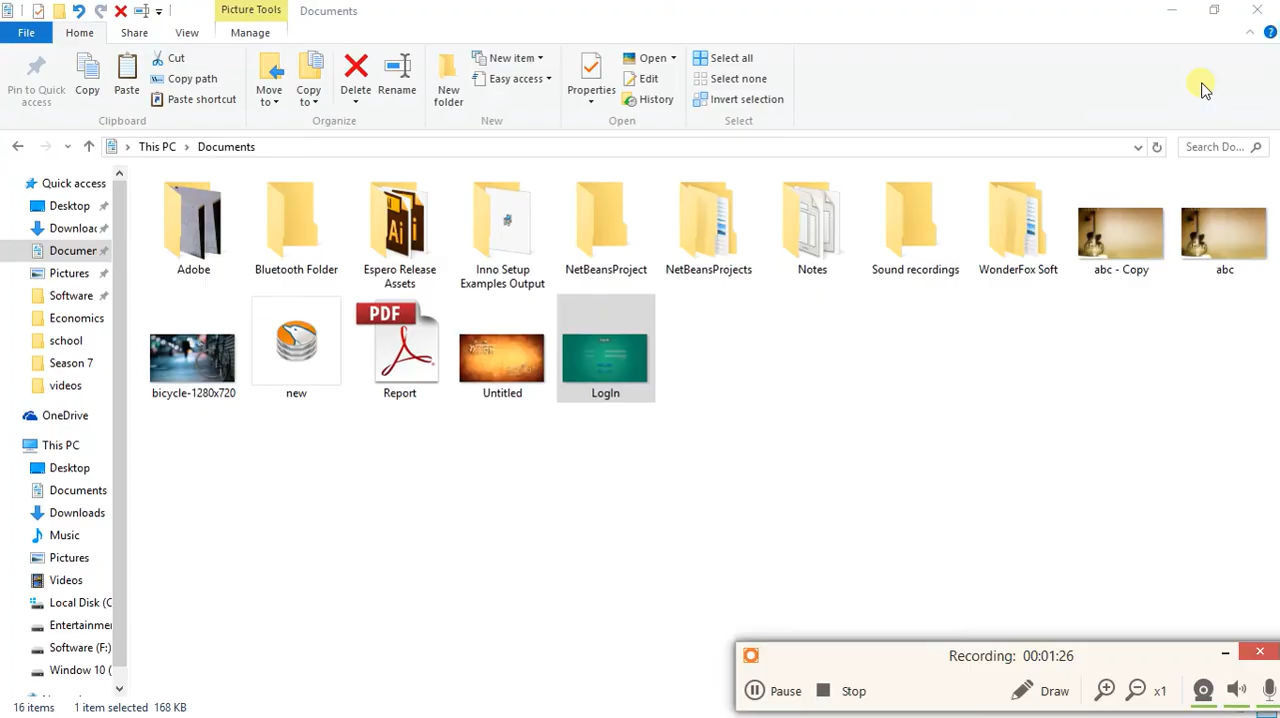 Picture Tools
Documents
File
Home
Share
View
Manage
Pin to Quick access
Copy
Paste
Cut
Copy path
Paste shortcut
Clipboard
Move to
Copy to
Delete
Rename
Organize
New folder
New item
Easy access
New
Properties
Open
Edit
History
Open
Select all
Select none
Invert selection
Select
This PC
Documents
Search Do...
Quick access
Desktop
Downloac
Documer
Pictures
Software
Economics
school
Season 7
videos
OneDrive
This PC
Desktop
Documents
Downloads
Music
Pictures
Videos
Local Disk (C
Entertainme
Software (F:)
Window 10 (
Adobe
Bluetooth Folder
Ai
Espero Release Assets
Inno Setup Examples Output
NetBeansProject
NetBeansProjects
Notes
Sound recordings
WonderFox Soft
abc - Copy
abc
bicycle-1280x720
new
PDF
Report
Untitled
LogIn
16 items
1 item selected 168 KB
Recording: 00:01:26
Pause
Stop
Draw
x1